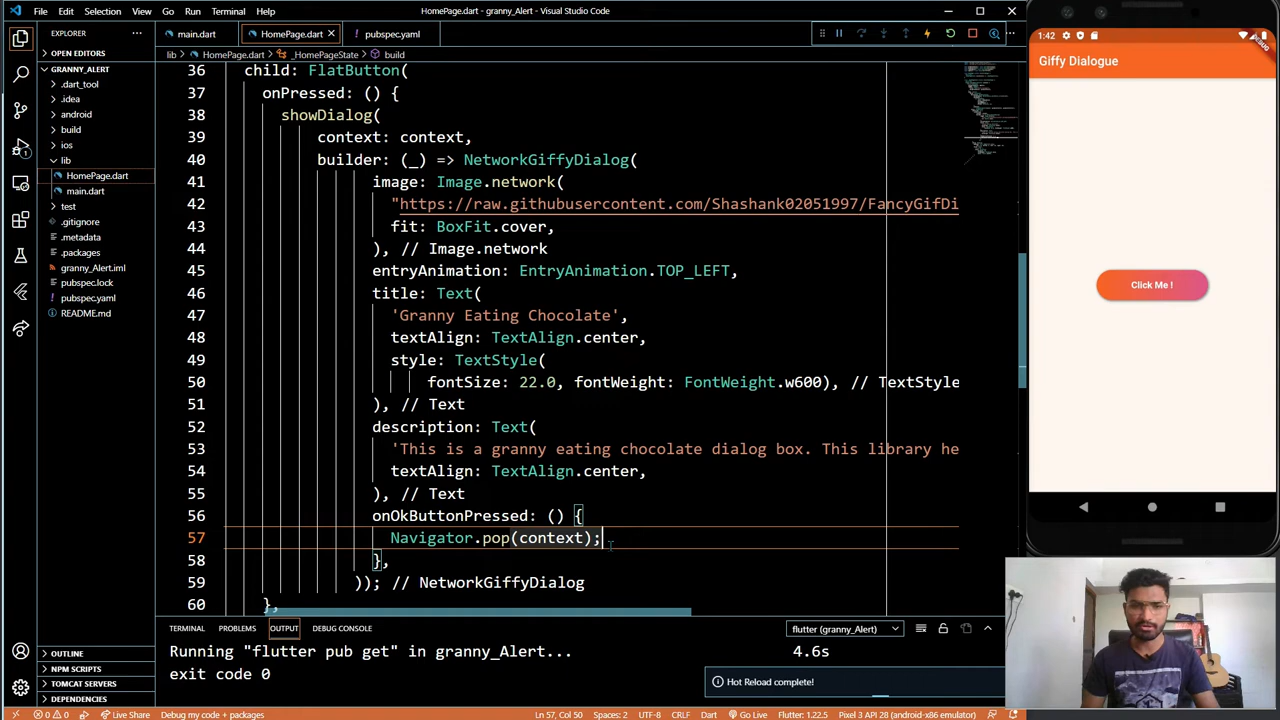 File Edit Selection View Go Run Terminal Help
HomePage.dart - granny_Alert - Visual Studio Code
EXPLORER
OPEN EDITORS
GRANNY_ALERT
.dart_tool
.idea
android
build
ios
lib
HomePage.dart
main.dart
test
.gitignore
.metadata
.packages
granny_Alert.iml
pubspec.lock
pubspec.yaml
README.md
OUTLINE
NPM SCRIPTS
TOMCAT SERVERS
DEPENDENCIES
main.dart HomePage.dart pubspec.yaml
lib > HomePage.dart > _HomePageState > build
36 child: FlatButton(
37 onPressed: () {
38 showDialog(
39 context: context,
40 builder: (_) => NetworkGiffyDialog(
41 image: Image.network(
42 "https://raw.githubusercontent.com/Shashank02051997/FancyGifDi
43 fit: BoxFit.cover,
44 ), // Image.network
45 entryAnimation: EntryAnimation.TOP_LEFT,
46 title: Text(
47 'Granny Eating Chocolate',
48 textAlign: TextAlign.center,
49 style: TextStyle(
50 fontSize: 22.0, fontWeight: FontWeight.w600), // TextStyle
51 ), // Text
52 description: Text(
53 'This is a granny eating chocolate dialog box. This library he
54 textAlign: TextAlign.center,
55 ), // Text
56 onOkButtonPressed: () {
57 Navigator.pop(context);
58 },
59 )); // NetworkGiffyDialog
60 },
TERMINAL PROBLEMS OUTPUT DEBUG CONSOLE
flutter (granny_Alert)
Running "flutter pub get" in granny_Alert... 4.6s
exit code 0
Hot Reload complete!
0 0 Live Share Debug my code + packages
Ln 57, Col 50 Spaces: 2 UTF-8 CRLF Dart Go Live Flutter: 1.22.5 Pixel 3 API 28 (android-x86 emulator)
1:42
Giffy Dialogue
Click Me !